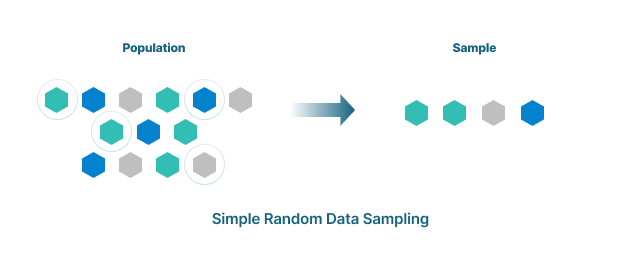 Population
Sample
Simple Random Data Sampling